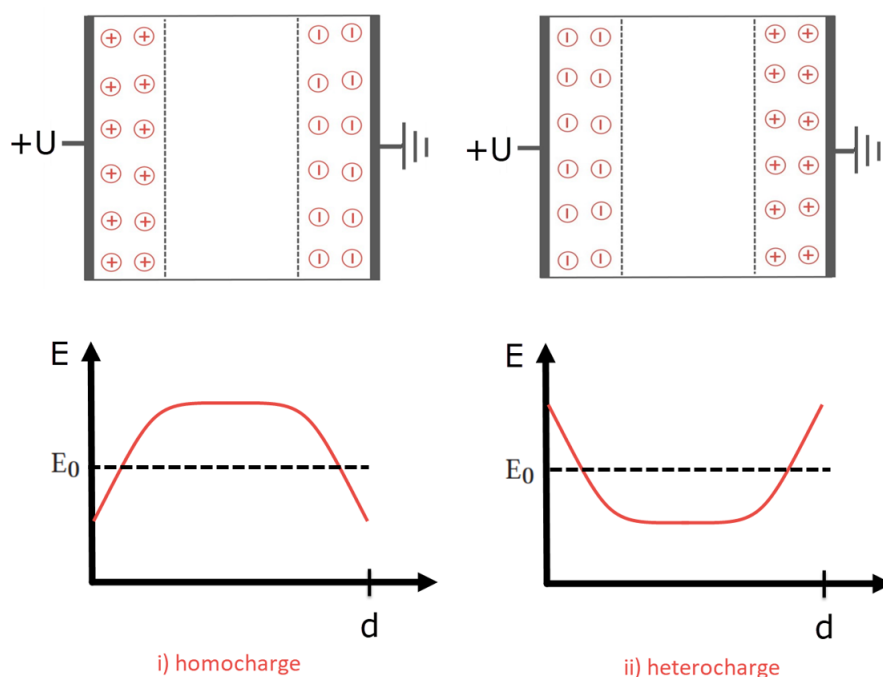 +U
+U
E
E₀
d
E
E₀
d
i) homocharge
ii) heterocharge